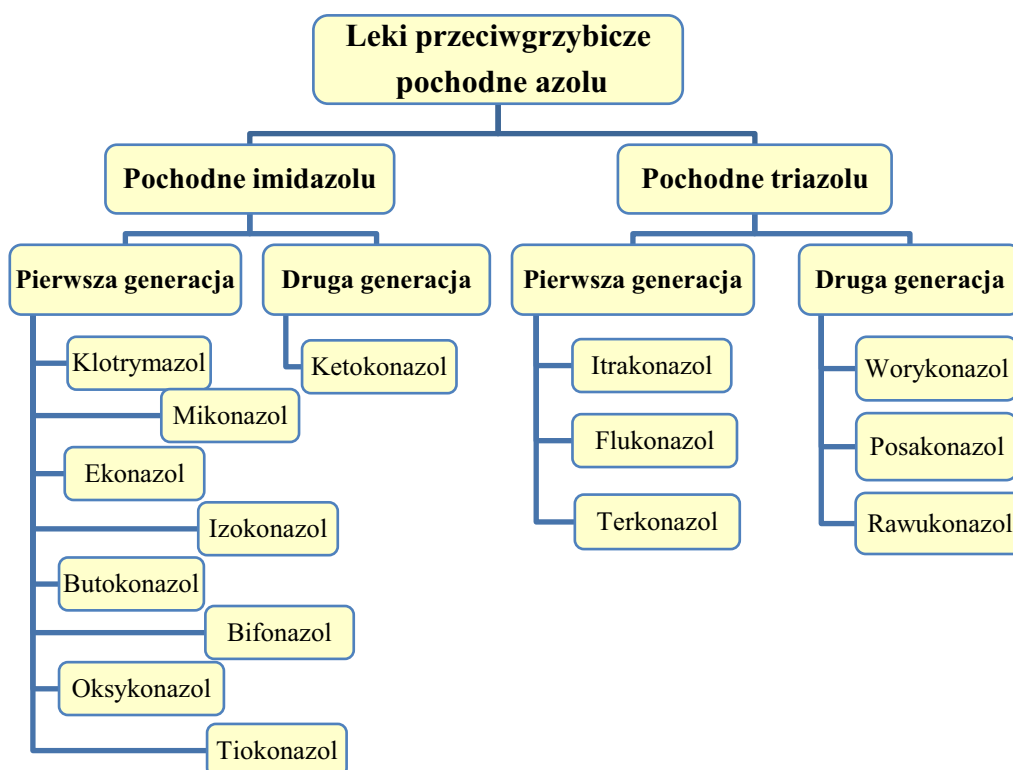 Leki przeciwgrzybicze
pochodne azolu
Pochodne imidazolu
Pochodne triazolu
Pierwsza generacja
Druga generacja
Pierwsza generacja
Druga generacja
Klotrymazol
Mikonazol
Ekonazol
Izokonazol
Butokonazol
Bifonazol
Oksykonazol
Tiokonazol
Ketokonazol
Itrakonazol
Flukonazol
Terkonazol
Worykonazol
Posakonazol
Rawukonazol